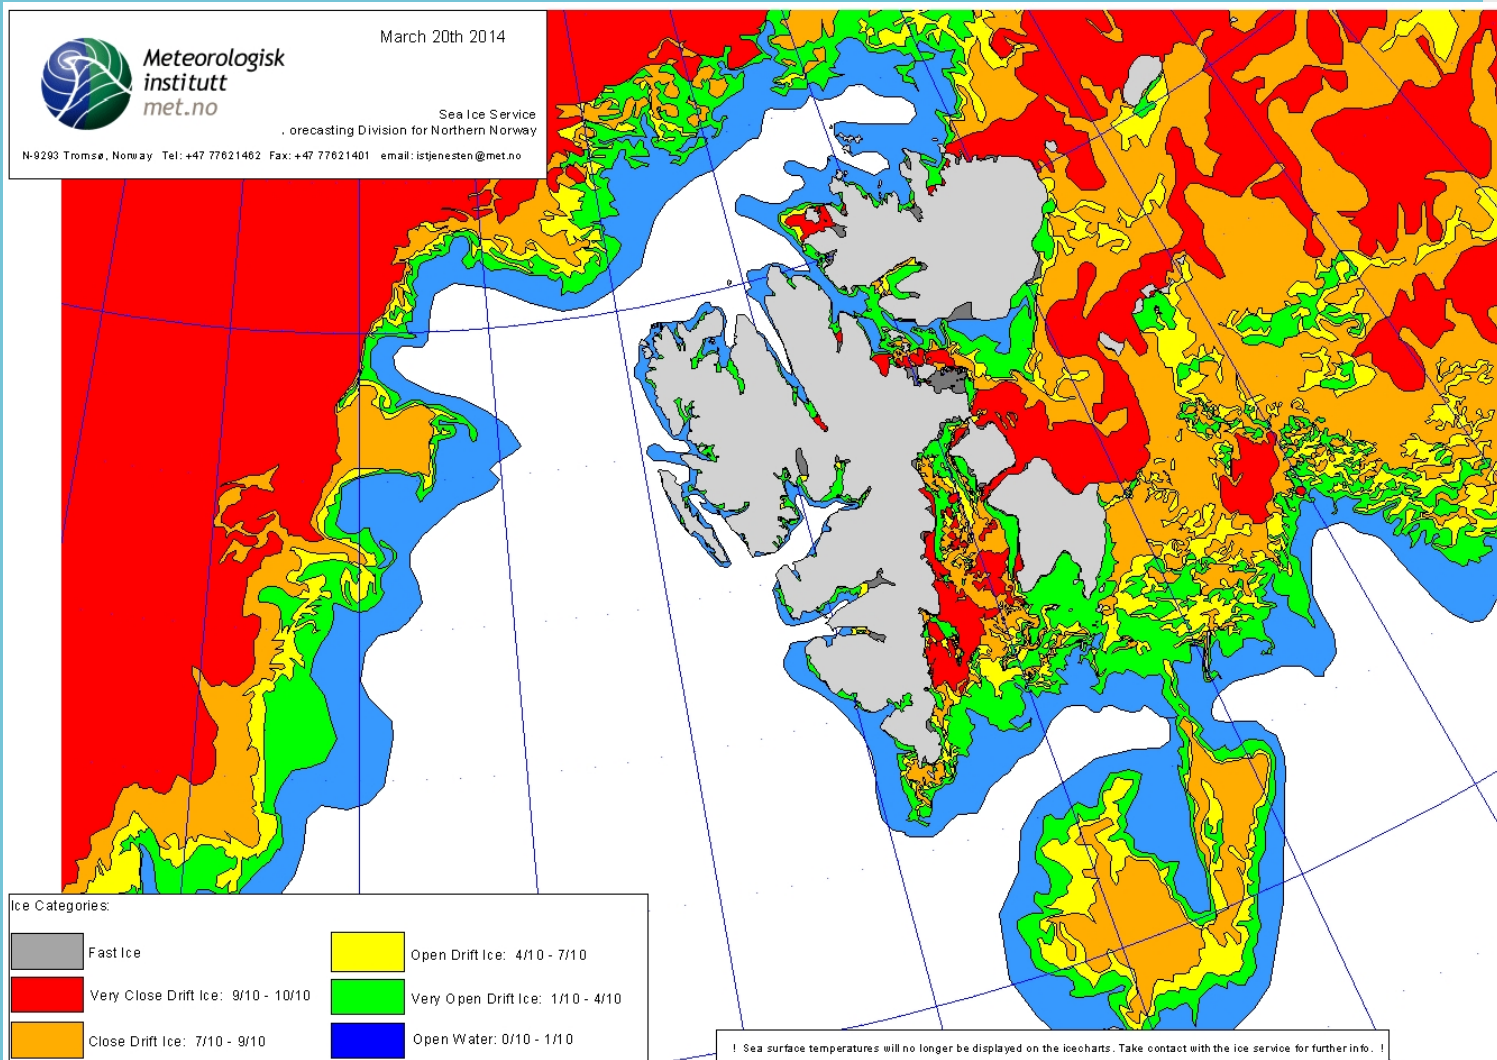 March 20th 2014
Meteorologisk
institutt
met.no
Sea Ice Service
. orecasting Division for Northern Norway
N-9293 Tromsø, Norway Tel: +47 77621462 Fax: +47 77621401 email: istjenesten@met.no
Ice Categories:
Fast Ice
Open Drift Ice: 4/10 - 7/10
Very Close Drift Ice: 9/10 - 10/10
Very Open Drift Ice: 1/10 - 4/10
Close Drift Ice: 7/10 - 9/10
Open Water: 0/10 - 1/10
! Sea surface temperatures will no longer be displayed on the icecharts. Take contact with the ice service for further info. !